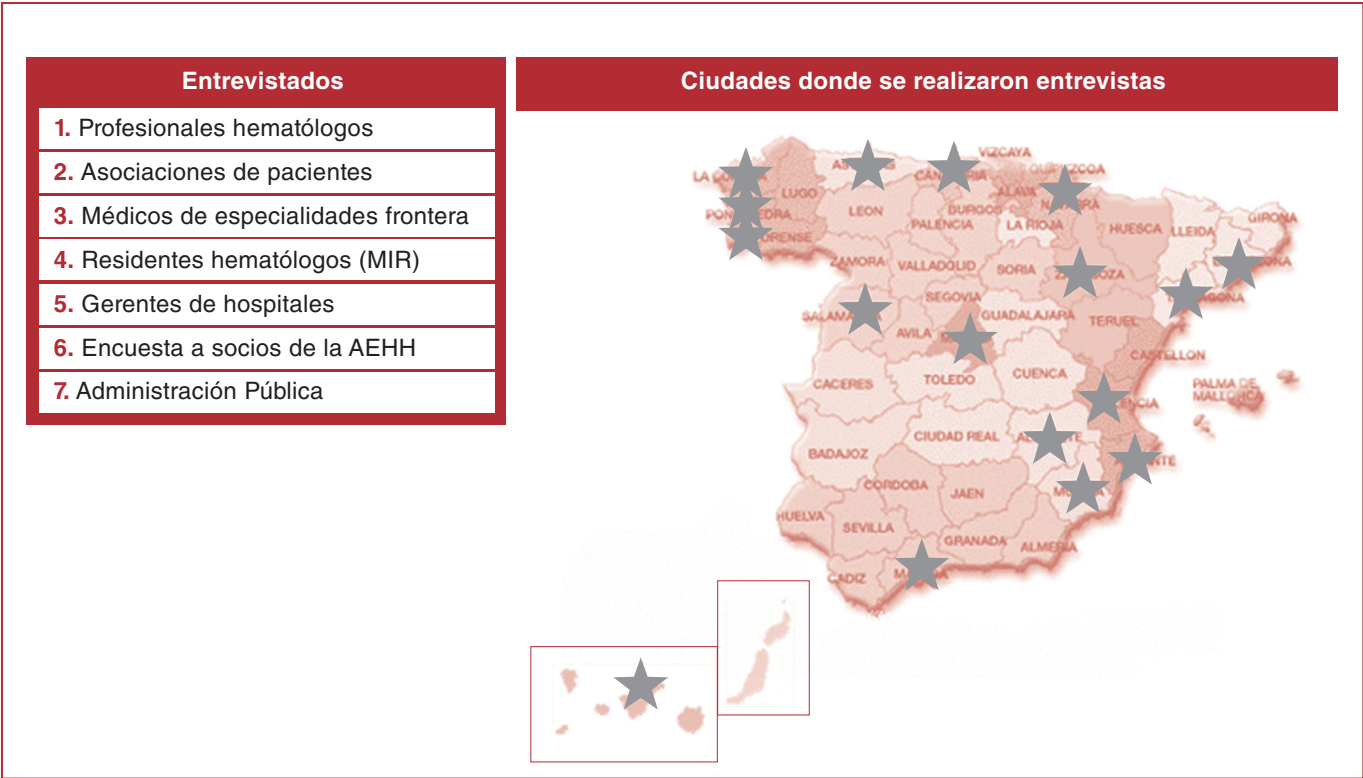 Entrevistados
1. Profesionales hematólogos
2. Asociaciones de pacientes
3. Médicos de especialidades frontera
4. Residentes hematólogos (MIR)
5. Gerentes de hospitales
6. Encuesta a socios de la AEHH
7. Administración Pública
Ciudades donde se realizaron entrevistas
VIZCAYA
LUGO
LEON
PALENCIA
BURGOS
ALAVA
LA RIOJA
HUESCA
LLEIDA
GIRONA
ZAMORA
VALLADOLID
SORIA
SEGOVIA
GUADALAJARA
AVILA
TERUEL
CASTELLON
CACERES
TOLEDO
CUENCA
PALMA DE
MALLORCA
CIUDAD REAL
BADAJOZ
CORDOBA
JAEN
HUELVA
SEVILLA
GRANADA
ALMERIA
CADIZ